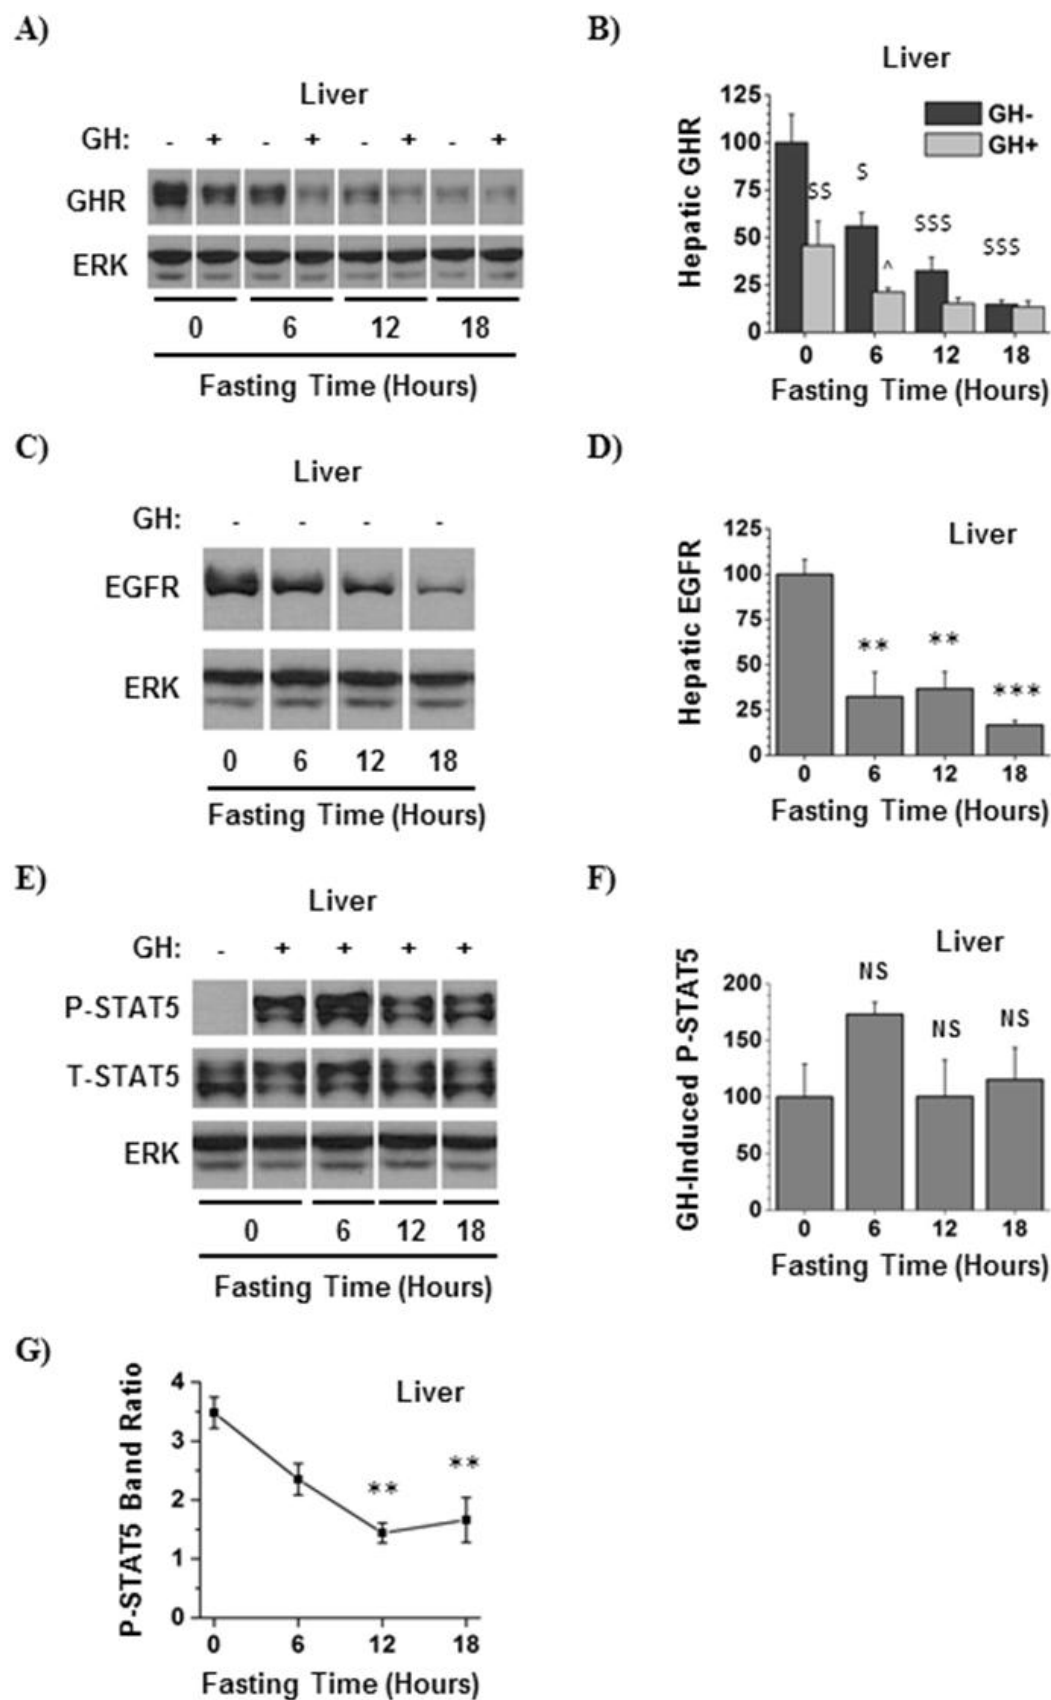 A)
Liver
GH: - + - + - + - +
GHR
ERK
0 6 12 18
Fasting Time (Hours)
B)
Liver
GH-
GH+
Hepatic GHR
125
100
75
50
25
0
$$
$
^
$$$
$$$
0 6 12 18
Fasting Time (Hours)
C)
Liver
GH: - - - -
EGFR
ERK
0 6 12 18
Fasting Time (Hours)
D)
Liver
Hepatic EGFR
125
100
75
50
25
0
**
**
***
0 6 12 18
Fasting Time (Hours)
E)
Liver
GH: - + + + +
P-STAT5
T-STAT5
ERK
0 6 12 18
Fasting Time (Hours)
F)
Liver
GH-Induced P-STAT5
200
150
100
50
0
NS
NS
NS
0 6 12 18
Fasting Time (Hours)
G)
Liver
P-STAT5 Band Ratio
4
3
2
1
0
**
**
0 6 12 18
Fasting Time (Hours)